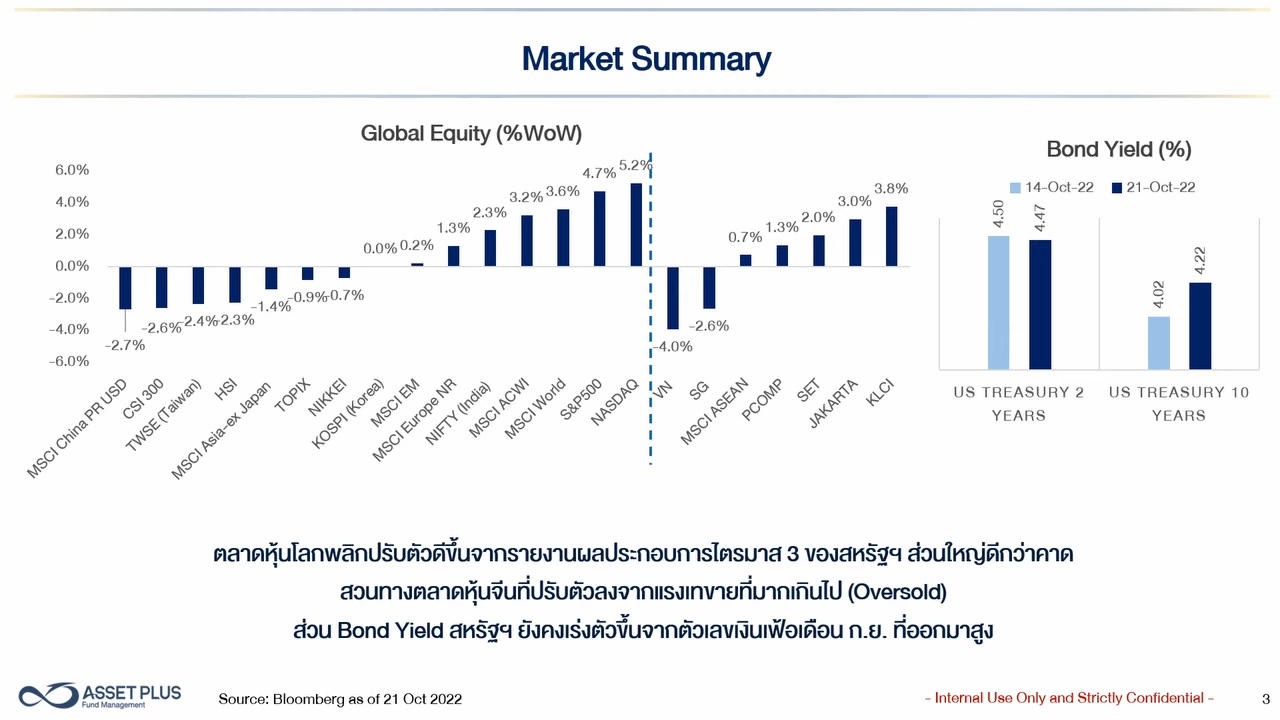 Market Summary
Global Equity (%WoW)
6.0%
4.0%
2.0%
0.0%
-2.0%
-4.0%
-6.0%
-2.7%
-2.6%
-2.4%
-2.3%
-1.4%
-0.9%
-0.7%
0.0%
0.2%
1.3%
2.3%
3.2%
3.6%
4.7%
5.2%
-4.0%
-2.6%
0.7%
1.3%
2.0%
3.0%
3.8%
MSCI China PR USD
CSI 300
TWSE (Taiwan)
HSI
MSCI Asia-ex Japan
TOPIX
NIKKEI
KOSPI (Korea)
MSCI EM
MSCI Europe NR
NIFTY (India)
MSCI ACWI
MSCI World
S&P500
NASDAQ
VN
SG
MSCI ASEAN
PCOMP
SET
JAKARTA
KLCI
Bond Yield (%)
14-Oct-22 21-Oct-22
4.50
4.47
4.02
4.22
US TREASURY 2
YEARS
US TREASURY 10
YEARS
ตลาดหุ้นโลกพลิกปรับตัวดีขึ้นจากรายงานผลประกอบการไตรมาส 3 ของสหรัฐฯ ส่วนใหญ่ดีกว่าคาด
สวนทางตลาดหุ้นจีนที่ปรับตัวลงจากแรงเทขายที่มากเกินไป (Oversold)
ส่วน Bond Yield สหรัฐฯ ยังคงเร่งตัวขึ้นจากตัวเลขเงินเฟ้อเดือน ก.ย. ที่ออกมาสูง
ASSET PLUS
Fund Management
Source: Bloomberg as of 21 Oct 2022
- Internal Use Only and Strictly Confidential -
3